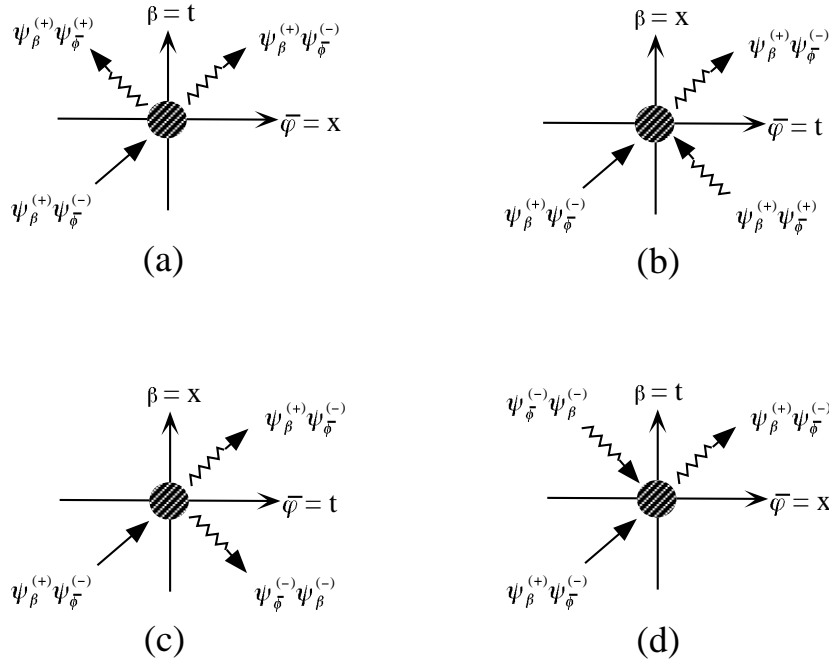 β = t
ψ_β^(+) ψ_φ̄^(+)
ψ_β^(+) ψ_φ̄^(-)
φ̄ = x
ψ_β^(+) ψ_φ̄^(-)
(a)
β = x
ψ_β^(+) ψ_φ̄^(-)
φ̄ = t
ψ_β^(+) ψ_φ̄^(-)
ψ_β^(+) ψ_φ̄^(+)
(b)
β = x
ψ_β^(+) ψ_φ̄^(-)
φ̄ = t
ψ_β^(+) ψ_φ̄^(-)
ψ_φ̄^(-) ψ_β^(-)
(c)
β = t
ψ_φ̄^(-) ψ_β^(-)
ψ_β^(+) ψ_φ̄^(-)
φ̄ = x
ψ_β^(+) ψ_φ̄^(-)
(d)